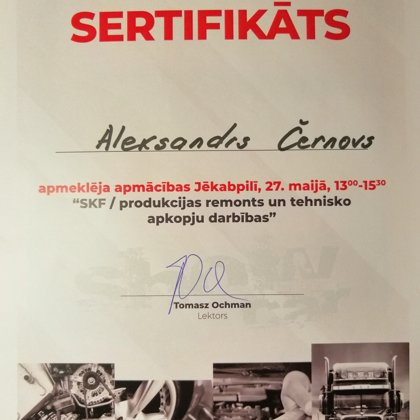 SERTIFIKĀTS
Aleksandrs Černovs
apmeklēja apmācības Jēkabpilī, 27. maijā, 13⁰⁰-15³⁰
“SKF / produkcijas remonts un tehnisko
apkopju darbības”
Tomasz Ochman
Lektors